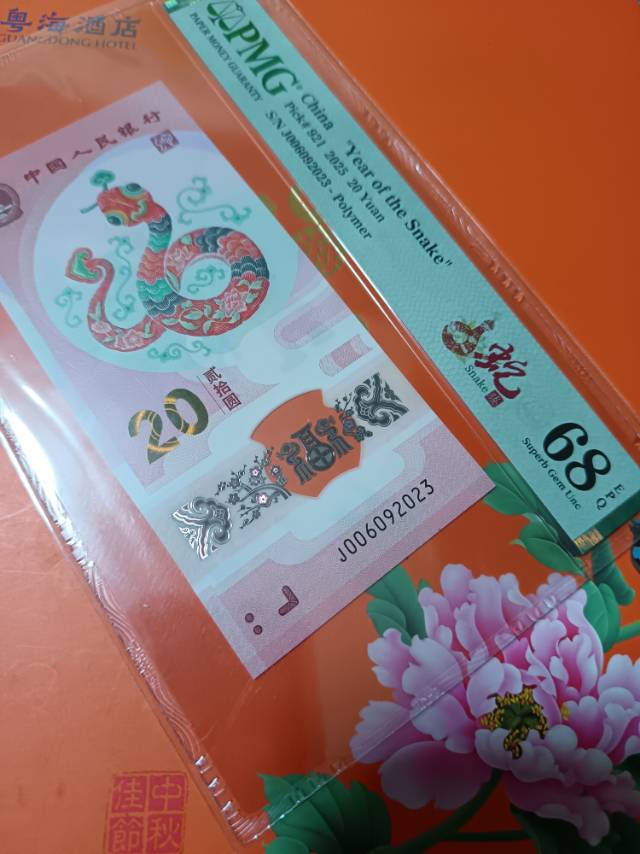 粤海酒店
GUANGDONG HOTEL
PMG
PAPER MONEY GUARANTY
China
Pick# 921 2025 20 Yuan
S/N J006092023 - Polymer
"Year of the Snake"
蛇
Snake
68 EPQ
Superb Gem Unc
中国人民银行
20
贰拾圆
福
J006092023
中秋
佳節